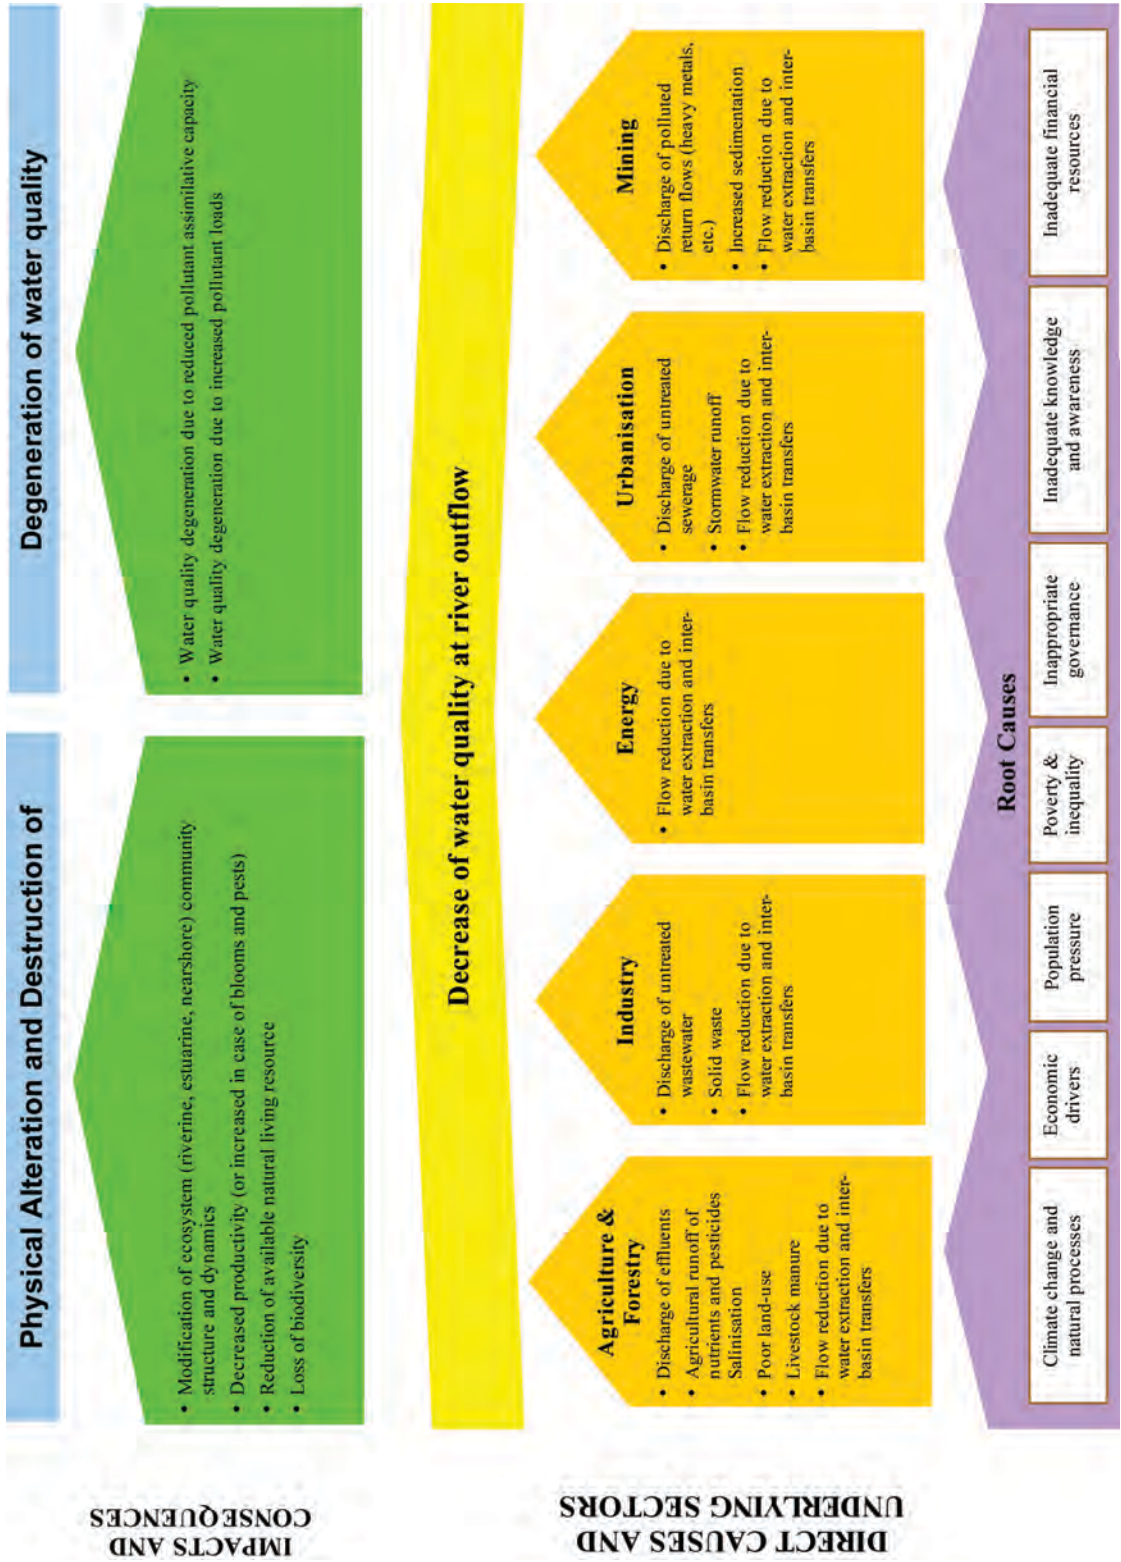 IMPACTS AND
CONSEQUENCES
Physical Alteration and Destruction of
Degeneration of water quality
• Modification of ecosystem (riverine, estuarine, nearshore) community
structure and dynamics
• Decreased productivity (or increased in case of blooms and pests)
• Reduction of available natural living resource
• Loss of biodiversity
• Water quality degeneration due to reduced pollutant assimilative capacity
• Water quality degeneration due to increased pollutant loads
Decrease of water quality at river outflow
DIRECT CAUSES AND
UNDERLYING SECTORS
Agriculture &
Forestry
• Discharge of effluents
• Agricultural runoff of
nutrients and pesticides
Salinisation
• Poor land-use
• Livestock manure
• Flow reduction due to
water extraction and inter-
basin transfers
Industry
• Discharge of untreated
wastewater
• Solid waste
• Flow reduction due to
water extraction and inter-
basin transfers
Energy
• Flow reduction due to
water extraction and inter-
basin transfers
Urbanisation
• Discharge of untreated
sewerage
• Stormwater runoff
• Flow reduction due to
water extraction and inter-
basin transfers
Mining
• Discharge of polluted
return flows (heavy metals,
etc.)
• Increased sedimentation
• Flow reduction due to
water extraction and inter-
basin transfers
Root Causes
Climate change and
natural processes
Economic
drivers
Population
pressure
Poverty &
inequality
Inappropriate
governance
Inadequate knowledge
and awareness
Inadequate financial
resources